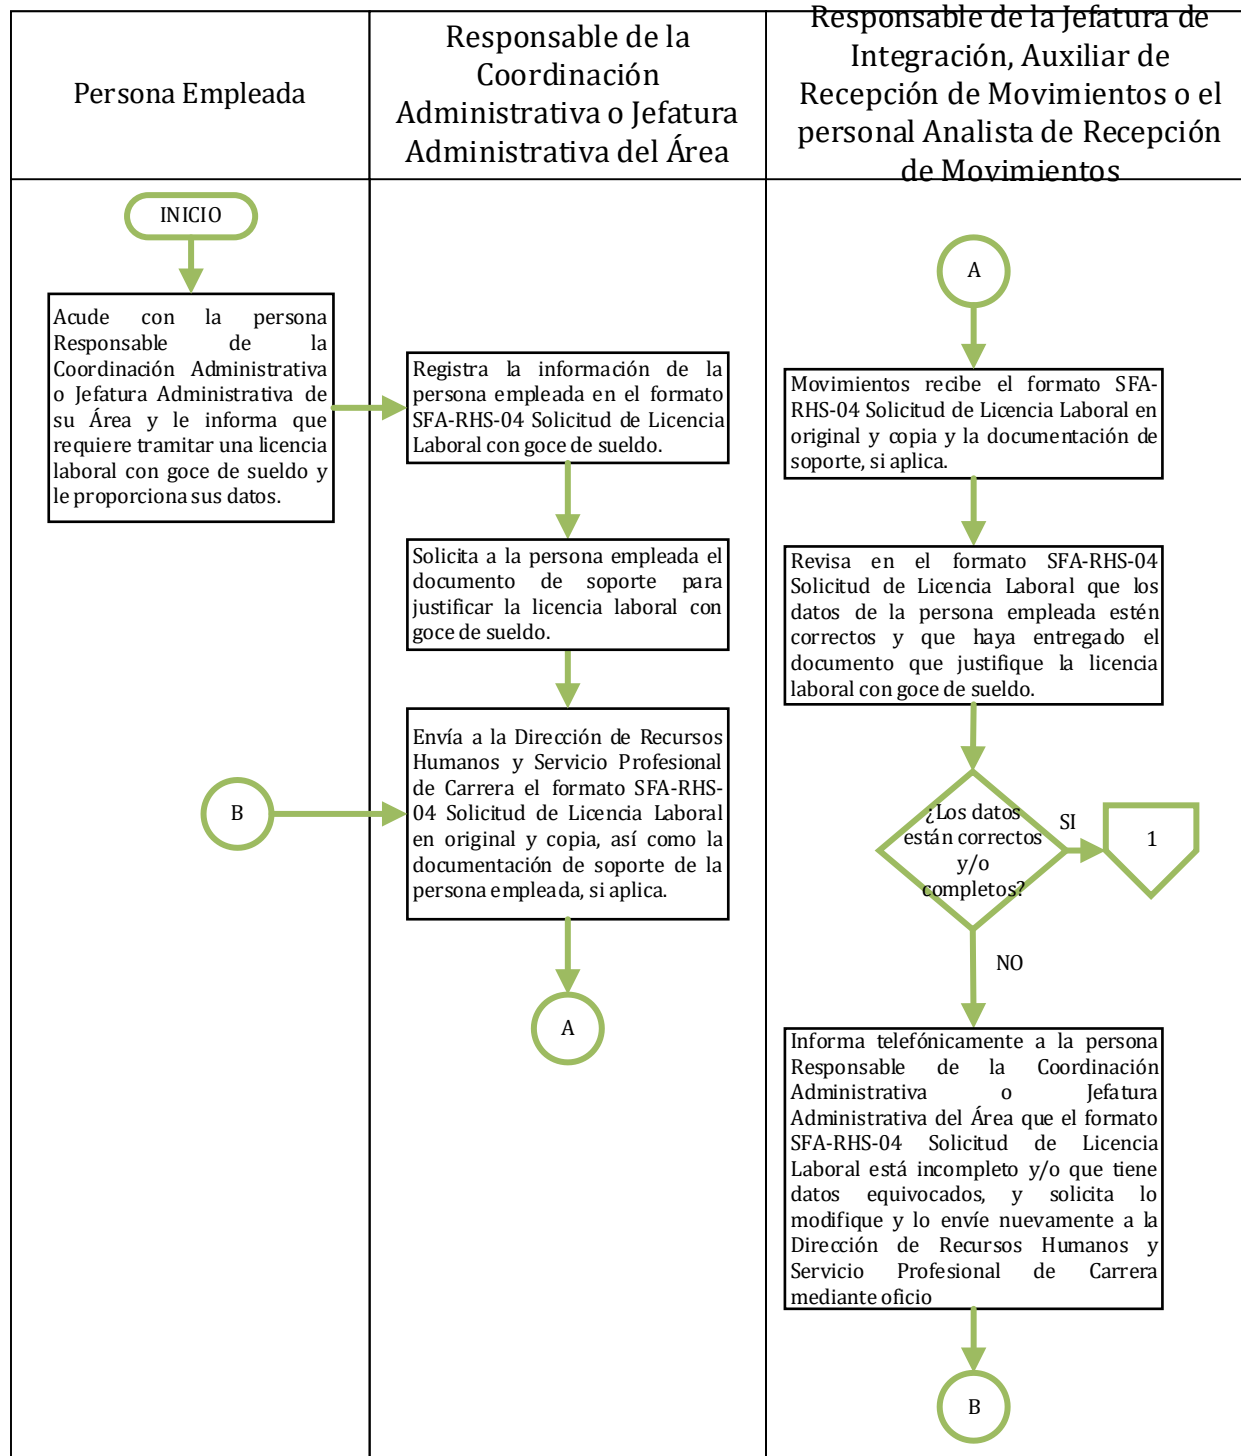 Persona Empleada
Responsable de la
Coordinación
Administrativa o Jefatura
Administrativa del Área
Responsable de la Jefatura de
Integración, Auxiliar de
Recepción de Movimientos o el
personal Analista de Recepción
de Movimientos
INICIO
Acude con la persona
Responsable de la
Coordinación Administrativa
o Jefatura Administrativa de
su Área y le informa que
requiere tramitar una licencia
laboral con goce de sueldo y
le proporciona sus datos.
B
Registra la información de la
persona empleada en el formato
SFA-RHS-04 Solicitud de Licencia
Laboral con goce de sueldo.
Solicita a la persona empleada el
documento de soporte para
justificar la licencia laboral con
goce de sueldo.
Envía a la Dirección de Recursos
Humanos y Servicio Profesional
de Carrera el formato SFA-RHS-
04 Solicitud de Licencia Laboral
en original y copia, así como la
documentación de soporte de la
persona empleada, si aplica.
A
A
Movimientos recibe el formato SFA-
RHS-04 Solicitud de Licencia Laboral en
original y copia y la documentación de
soporte, si aplica.
Revisa en el formato SFA-RHS-04
Solicitud de Licencia Laboral que los
datos de la persona empleada estén
correctos y que haya entregado el
documento que justifique la licencia
laboral con goce de sueldo.
¿Los datos
están correctos
y/o
completos?
SI
1
NO
Informa telefónicamente a la persona
Responsable de la Coordinación
Administrativa o Jefatura
Administrativa del Área que el formato
SFA-RHS-04 Solicitud de Licencia
Laboral está incompleto y/o que tiene
datos equivocados, y solicita lo
modifique y lo envíe nuevamente a la
Dirección de Recursos Humanos y
Servicio Profesional de Carrera
mediante oficio
B